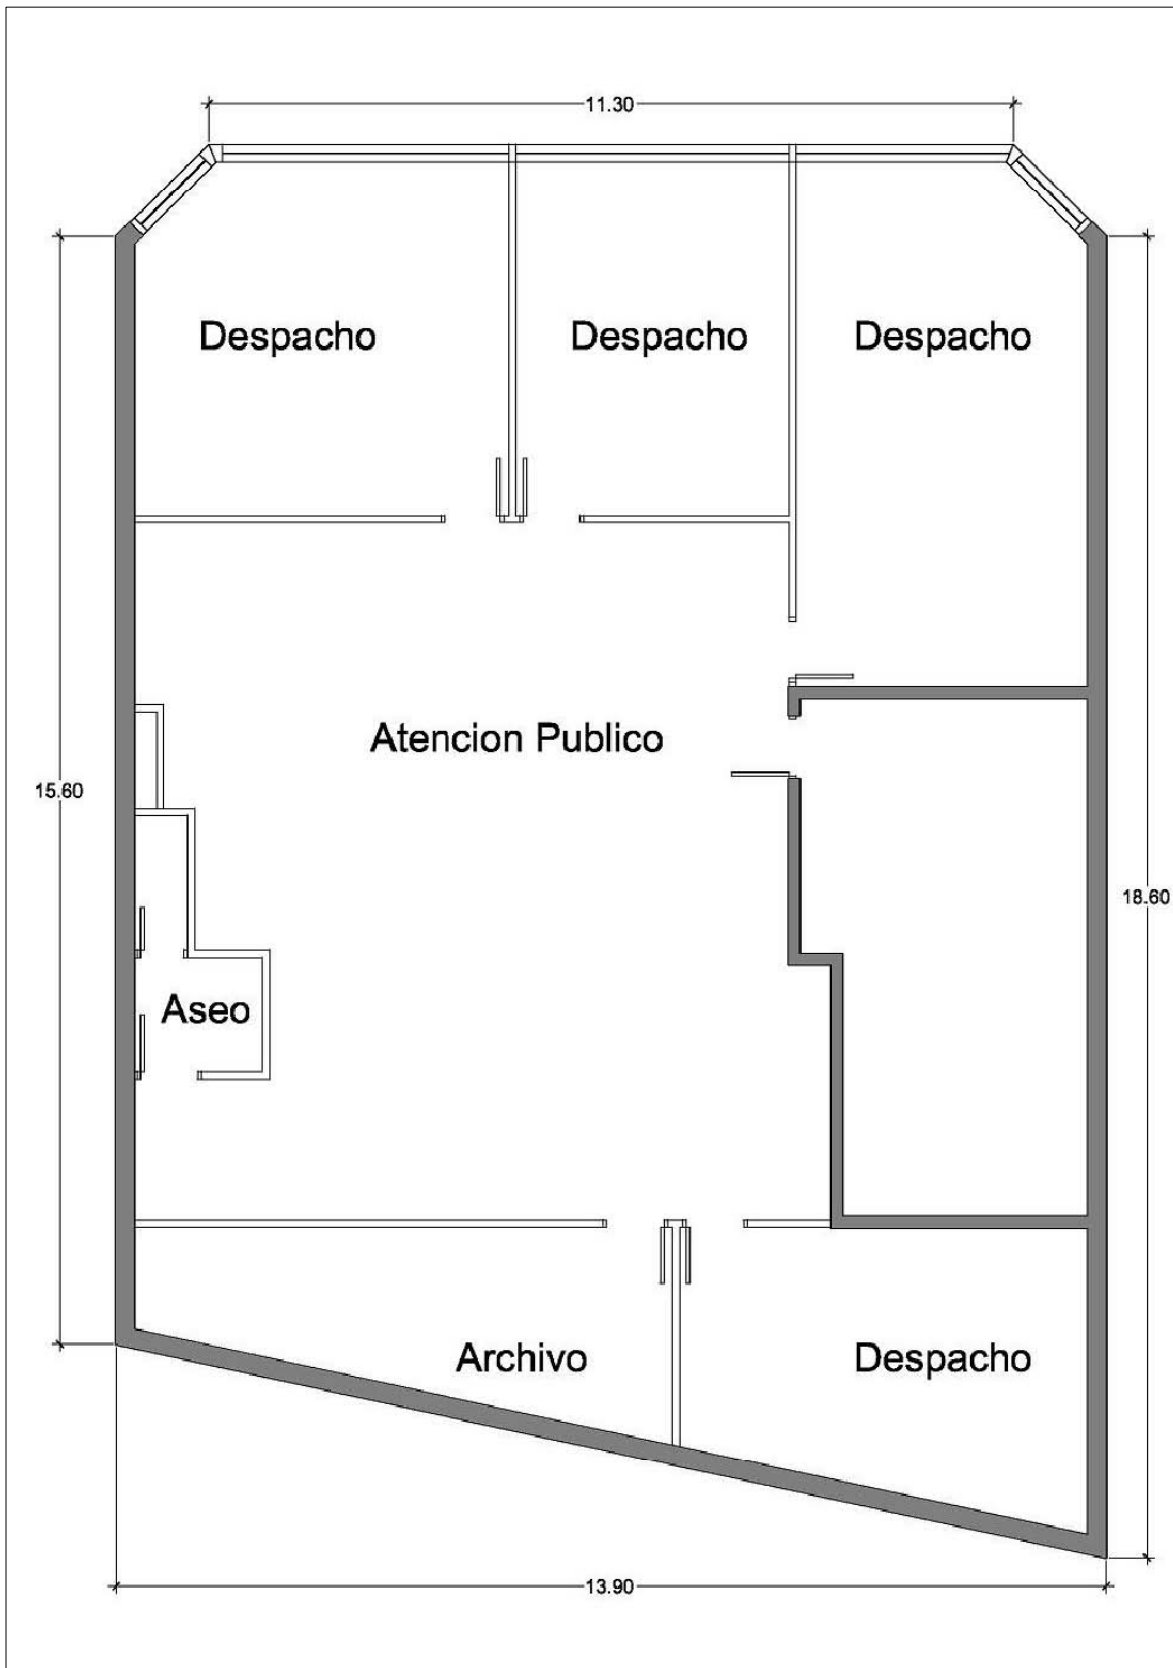 11.30
Despacho
Despacho
Despacho
Atencion Publico
15.60
18.60
Aseo
Archivo
Despacho
13.90